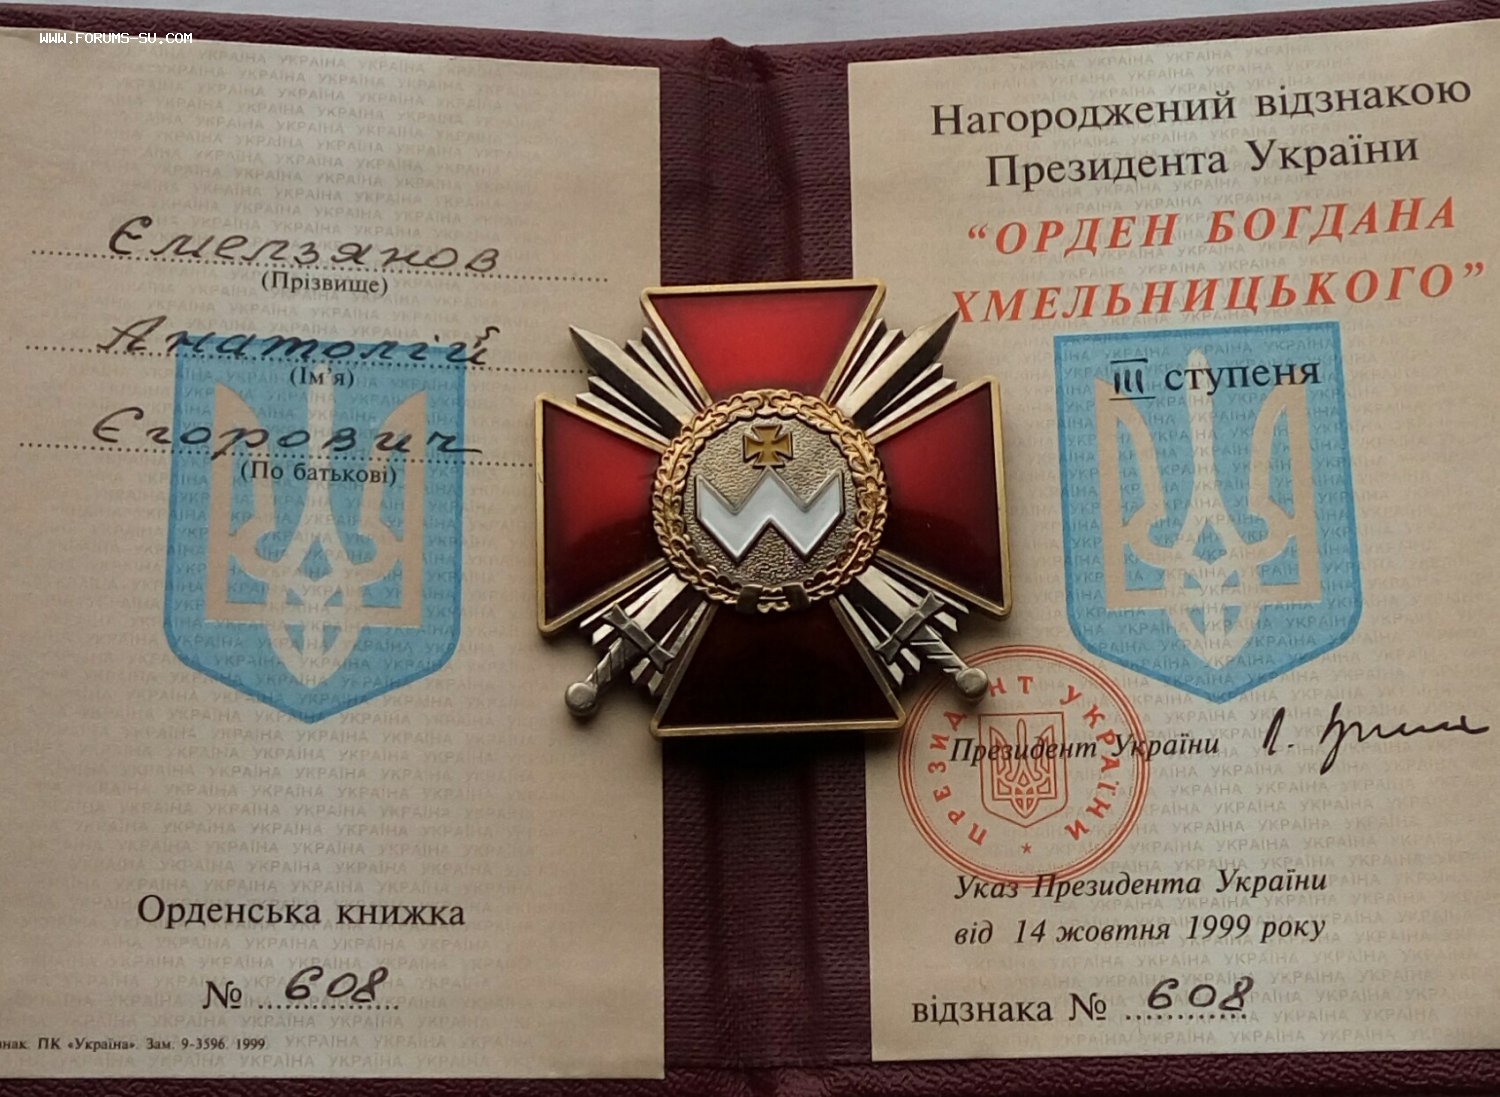 www.forums-su.com
Ємелзянов
(Прізвище)
Анатолій
(Ім'я)
Єгорович
(По батькові)
Орденська книжка
№ 608
ПК «Україна». Зам. 9-3596. 1999
Нагороджений відзнакою
Президента України
“ОРДЕН БОГДАНА
ХМЕЛЬНИЦЬКОГО”
III ступеня
Президент України
ПРЕЗИДЕНТ УКРАЇНИ
Указ Президента України
від 14 жовтня 1999 року
відзнака № 608